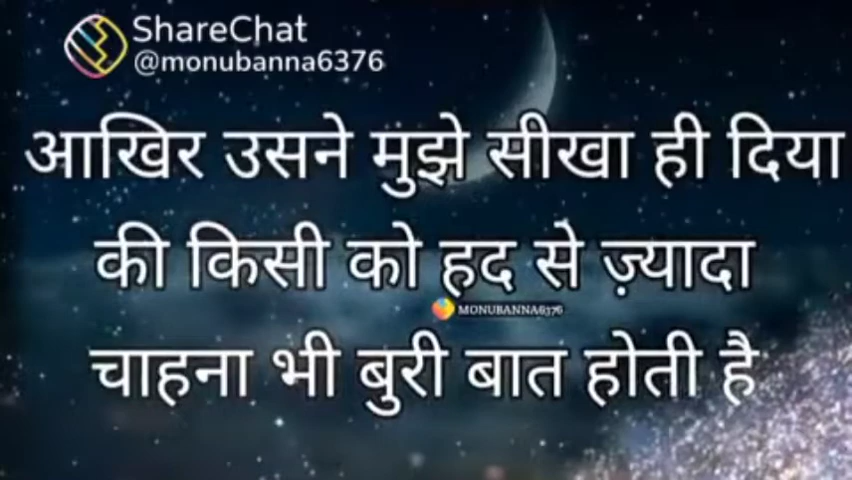 ShareChat
@monubanna6376
आखिर उसने मुझे सीखा ही दिया
की किसी को हद से ज़्यादा
MONUBANNA6376
चाहना भी बुरी बात होती है